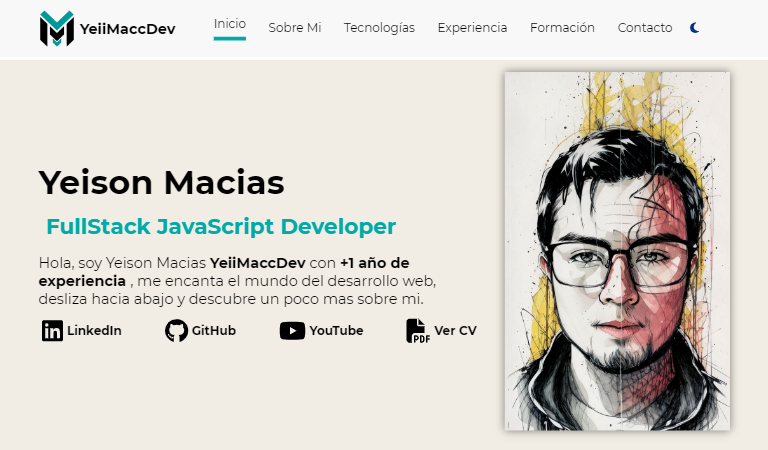 YeiiMaccDev
Inicio Sobre Mi Tecnologías Experiencia Formación Contacto
Yeison Macias
FullStack JavaScript Developer
Hola, soy Yeison Macias YeiiMaccDev con +1 año de
experiencia , me encanta el mundo del desarrollo web,
desliza hacia abajo y descubre un poco mas sobre mi.
LinkedIn GitHub YouTube PDF Ver CV